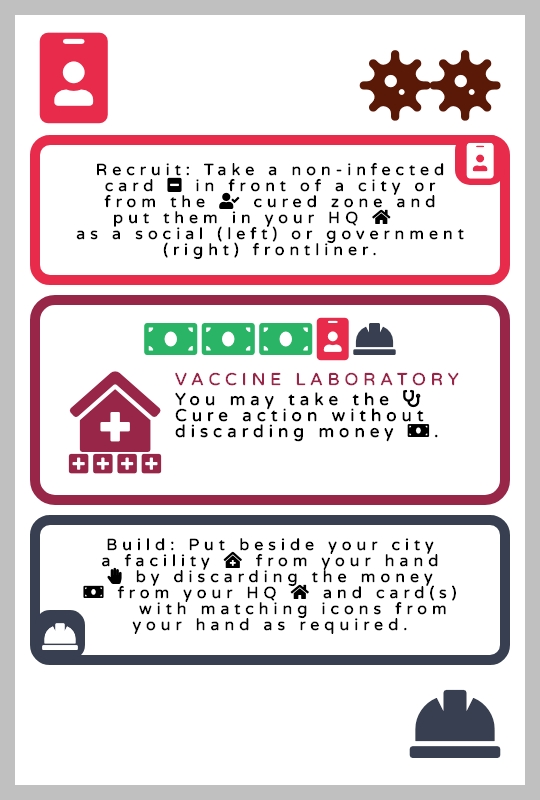 Recruit: Take a non-infected
card in front of a city or
from the cured zone and
put them in your HQ
as a social (left) or government
(right) frontliner.
VACCINE LABORATORY
You may take the
Cure action without
discarding money .
Build: Put beside your city
a facility from your hand
by discarding the money
from your HQ and card(s)
with matching icons from
your hand as required.